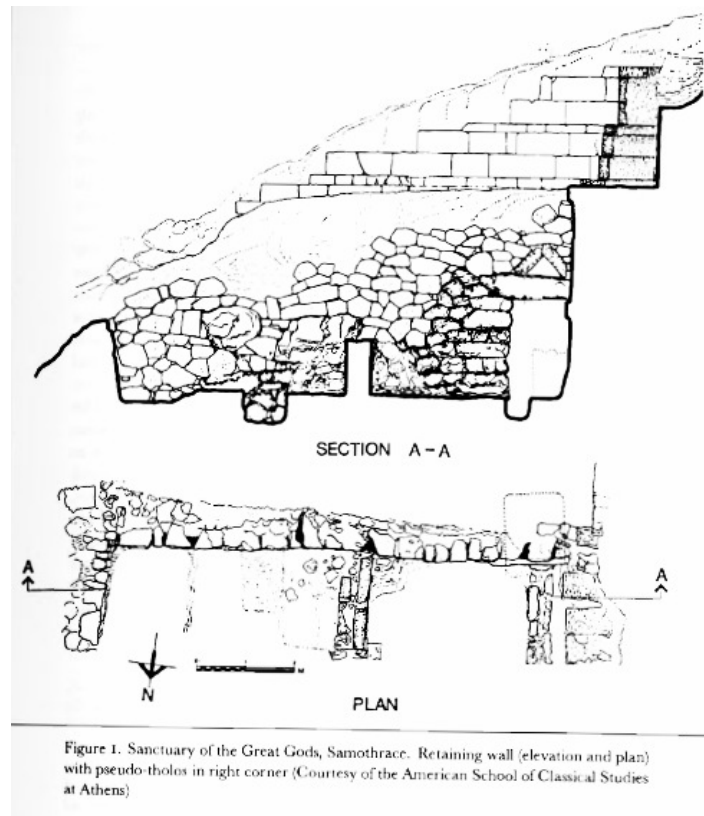 SECTION A – A
A
A
N
M
PLAN
Figure 1. Sanctuary of the Great Gods, Samothrace. Retaining wall (elevation and plan)
with pseudo-tholos in right corner (Courtesy of the American School of Classical Studies
at Athens)